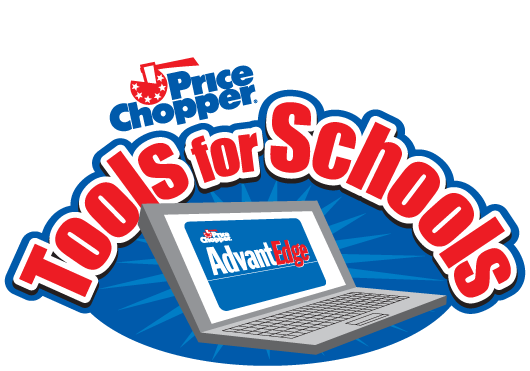 Price
Chopper®
Tools for Schools
Price
Chopper
AdvantEdge